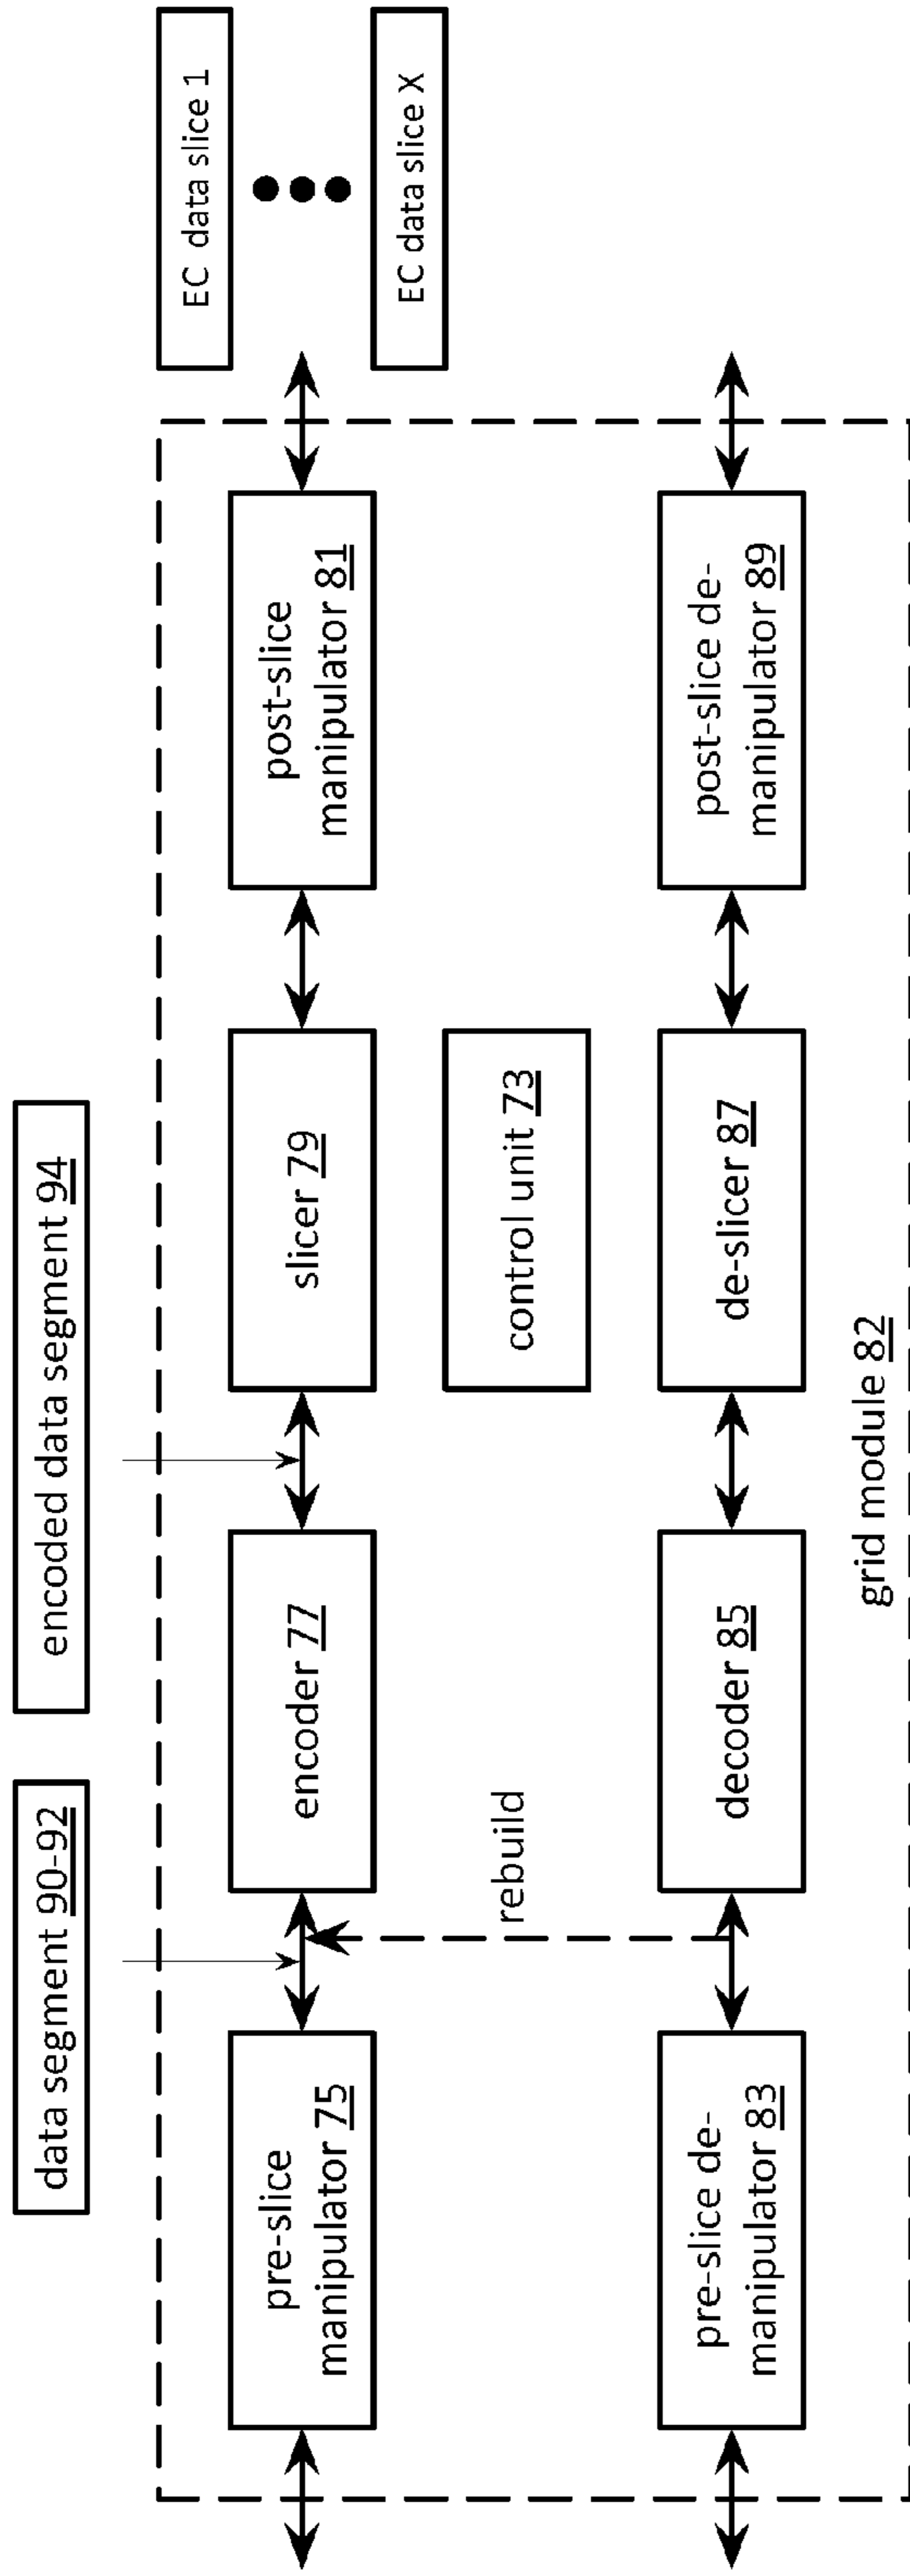 data segment 90-92
encoded data segment 94
EC data slice 1
EC data slice X
pre-slice
manipulator 75
encoder 77
slicer 79
post-slice
manipulator 81
rebuild
control unit 73
pre-slice de-
manipulator 83
decoder 85
de-slicer 87
post-slice de-
manipulator 89
grid module 82